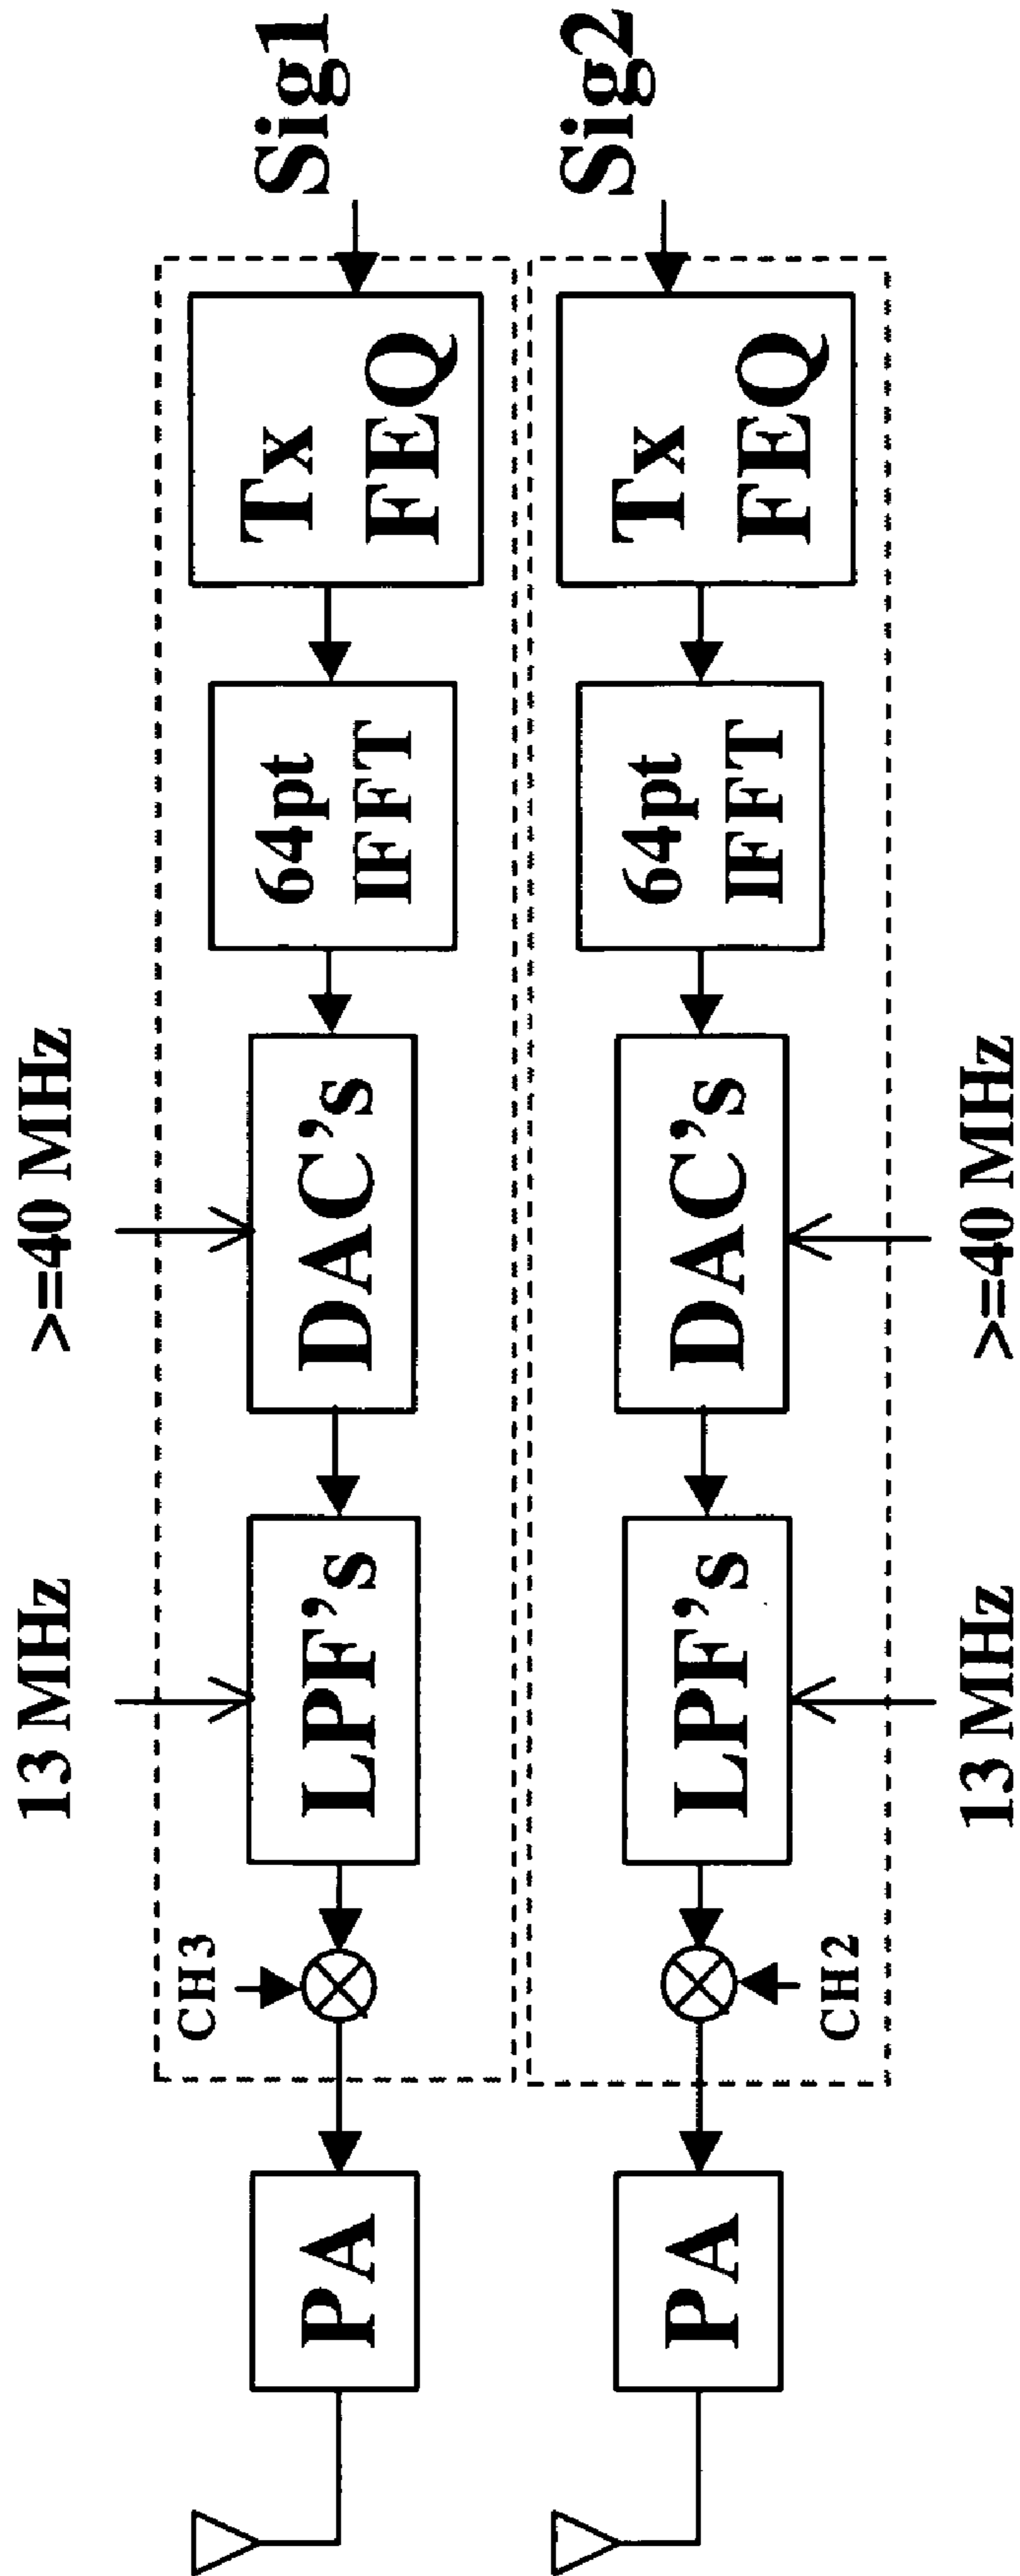 >=40 MHz
13 MHz
Sig1
Tx
FEQ
64pt
IFFT
DAC's
LPF's
CH3
PA
Sig2
Tx
FEQ
64pt
IFFT
DAC's
LPF's
CH2
PA
>=40 MHz
13 MHz